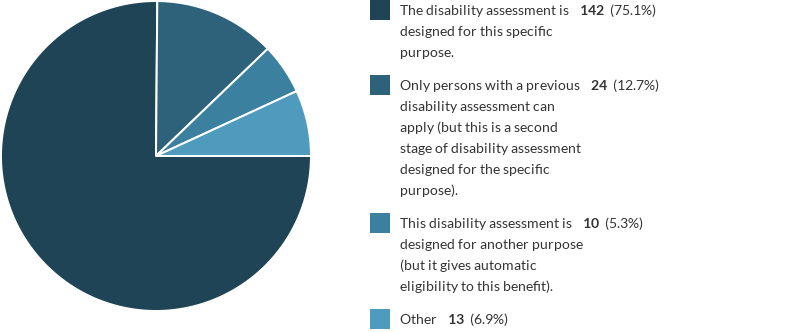 The disability assessment is 142 (75.1%)
designed for this specific
purpose.
Only persons with a previous 24 (12.7%)
disability assessment can
apply (but this is a second
stage of disability assessment
designed for the specific
purpose).
This disability assessment is 10 (5.3%)
designed for another purpose
(but it gives automatic
eligibility to this benefit).
Other 13 (6.9%)